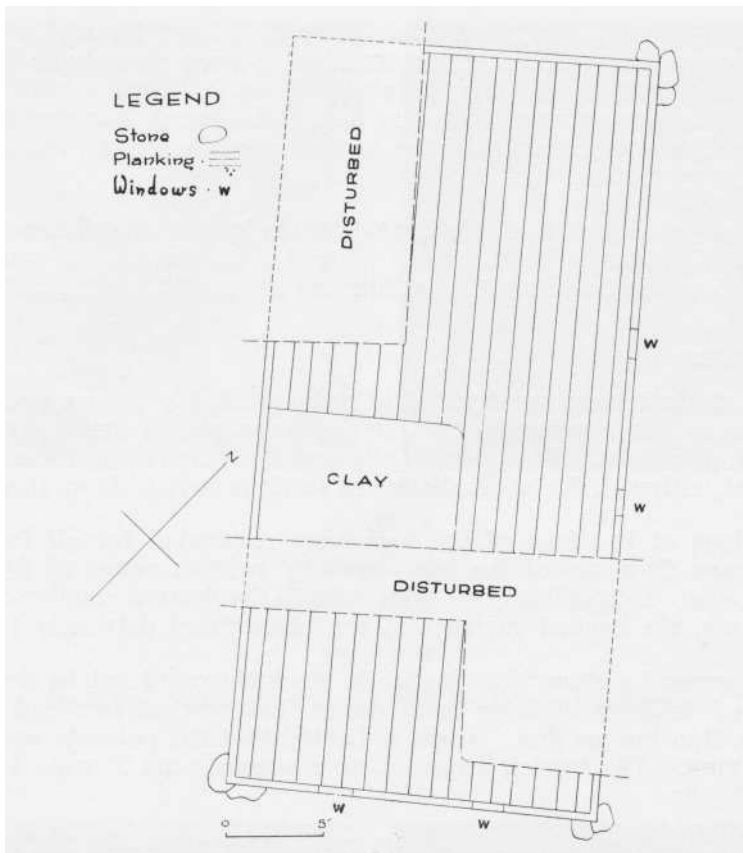 LEGEND
Stone
Planking
Windows · W
DISTURBED
W
CLAY
W
N
DISTURBED
W
W
0 5'